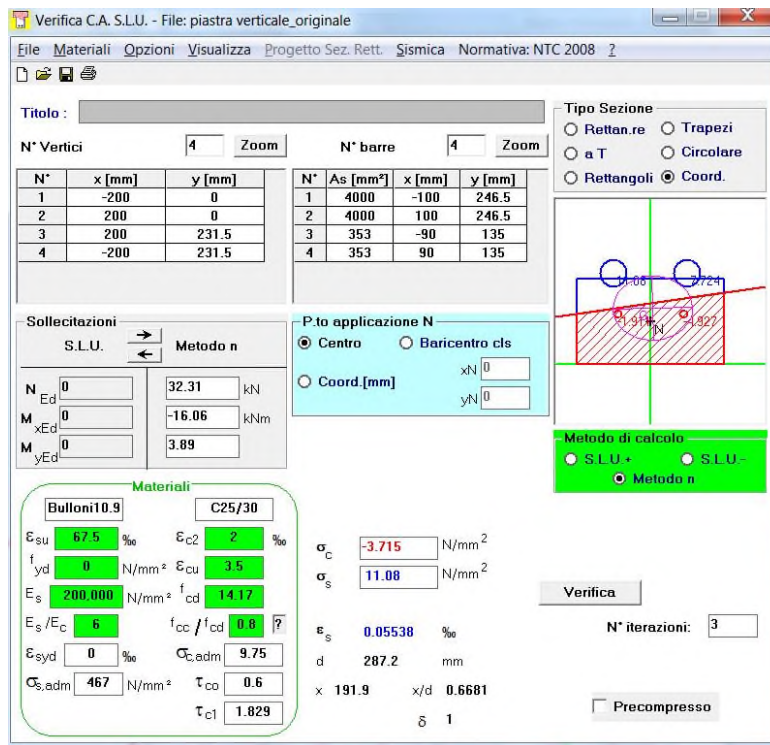 Verifica C.A. S.L.U. - File: piastra verticale_originale
File Materiali Opzioni Visualizza Progetto Sez. Rett. Sismica Normativa: NTC 2008 ?
Titolo :
N° Vertici 4 Zoom N° barre 4 Zoom
N° x [mm] y [mm]
1 -200 0
2 200 0
3 200 231.5
4 -200 231.5
N° As [mm²] x [mm] y [mm]
1 4000 -100 246.5
2 4000 100 246.5
3 353 -90 135
4 353 90 135
Tipo Sezione
Rettan.re Trapezi
a T Circolare
Rettangoli Coord.
11.08 7.724
-1.911 -4.927
N
Sollecitazioni
S.L.U. Metodo n
N Ed 0 32.31 kN
M xEd 0 -16.06 kNm
M yEd 0 3.89
P.to applicazione N
Centro Baricentro cls
Coord.[mm] xN 0
yN 0
Metodo di calcolo
S.L.U.+ S.L.U.-
Metodo n
Materiali
Bulloni10.9 C25/30
εsu 67.5 ‰ εc2 2 ‰
fyd 0 N/mm² εcu 3.5
Es 200,000 N/mm² fcd 14.17
Es /Ec 6 fcc / fcd 0.8 ?
εsyd 0 ‰ σc,adm 9.75
σs,adm 467 N/mm² τco 0.6
τc1 1.829
σc -3.715 N/mm²
σs 11.08 N/mm²
εs 0.05538 ‰
d 287.2 mm
x 191.9 x/d 0.6681
δ 1
Verifica
N° iterazioni: 3
Precompresso